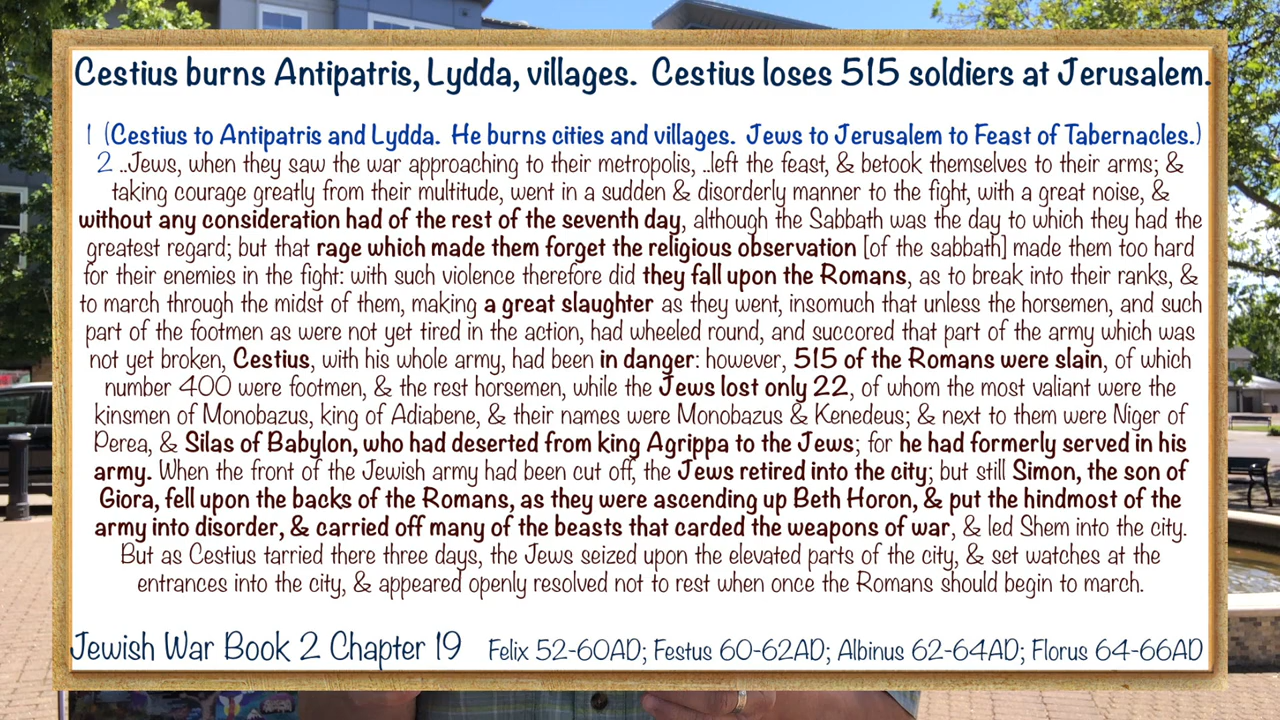 Cestius burns Antipatris, Lydda, villages.  Cestius loses 515 soldiers at Jerusalem.
1 (Cestius to Antipatris and Lydda.  He burns cities and villages.  Jews to Jerusalem to Feast of Tabernacles.)
2 ..Jews, when they saw the war approaching to their metropolis, ..left the feast, & betook themselves to their arms; &
taking courage greatly from their multitude, went in a sudden & disorderly manner to the fight, with a great noise, &
without any consideration had of the rest of the seventh day, although the Sabbath was the day to which they had the
greatest regard; but that rage which made them forget the religious observation [of the sabbath] made them too hard
for their enemies in the fight: with such violence therefore did they fall upon the Romans, as to break into their ranks, &
to march through the midst of them, making a great slaughter as they went, insomuch that unless the horsemen, and such
part of the footmen as were not yet tired in the action, had wheeled round, and succored that part of the army which was
not yet broken, Cestius, with his whole army, had been in danger: however, 515 of the Romans were slain, of which
number 400 were footmen, & the rest horsemen, while the Jews lost only 22, of whom the most valiant were the
kinsmen of Monobazus, king of Adiabene, & their names were Monobazus & Kenedeus; & next to them were Niger of
Perea, & Silas of Babylon, who had deserted from king Agrippa to the Jews; for he had formerly served in his
army. When the front of the Jewish army had been cut off, the Jews retired into the city; but still Simon, the son of
Giora, fell upon the backs of the Romans, as they were ascending up Beth Horon, & put the hindmost of the
army into disorder, & carried off many of the beasts that carded the weapons of war, & led Shem into the city.
But as Cestius tarried there three days, the Jews seized upon the elevated parts of the city, & set watches at the
entrances into the city, & appeared openly resolved not to rest when once the Romans should begin to march.
Jewish War Book 2 Chapter 19   Felix 52-60AD; Festus 60-62AD; Albinus 62-64AD; Florus 64-66AD